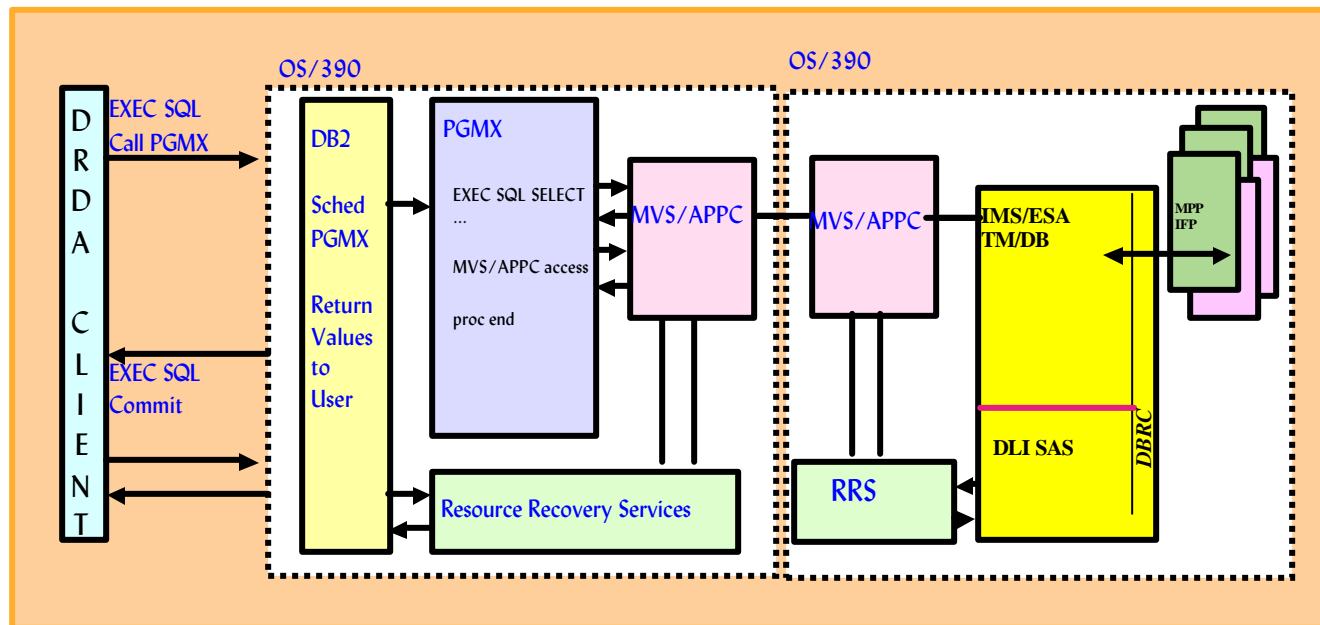 OS/390
OS/390
DRDA CLIENT
EXEC SQL
Call PGMX
EXEC SQL
Commit
DB2
Sched
PGMX
Return
Values
to
User
PGMX
EXEC SQL SELECT
...
MVS/APPC access
proc end
MVS/APPC
Resource Recovery Services
MVS/APPC
RRS
IMS/ESA
TM/DB
DLI SAS
DBRC
MPP
IFP